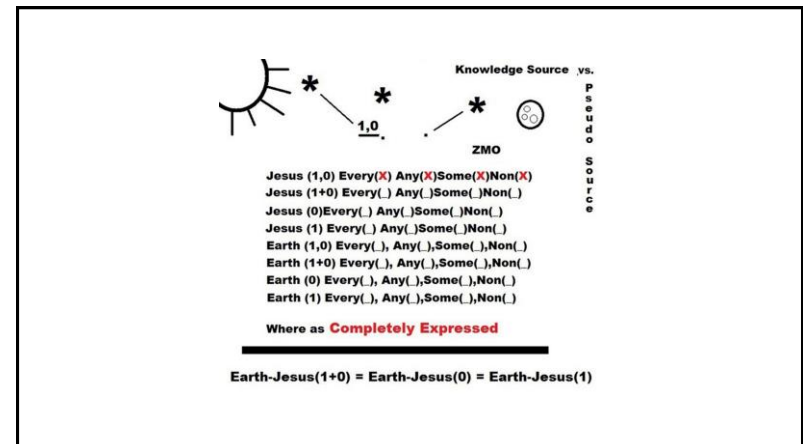 Knowledge Source vs.
Pseudo Source
* * *
1,0
. .
ZMO
Jesus (1,0) Every(X) Any(X)Some(X)Non(X)
Jesus (1+0) Every(_) Any(_)Some(_)Non(_)
Jesus (0)Every(_) Any(_)Some(_)Non(_)
Jesus (1) Every(_) Any(_)Some(_)Non(_)
Earth (1,0) Every(_), Any(_),Some(_),Non(_)
Earth (1+0) Every(_), Any(_),Some(_),Non(_)
Earth (0) Every(_), Any(_),Some(_),Non(_)
Earth (1) Every(_), Any(_),Some(_),Non(_)
Where as Completely Expressed
Earth-Jesus(1+0) = Earth-Jesus(0) = Earth-Jesus(1)